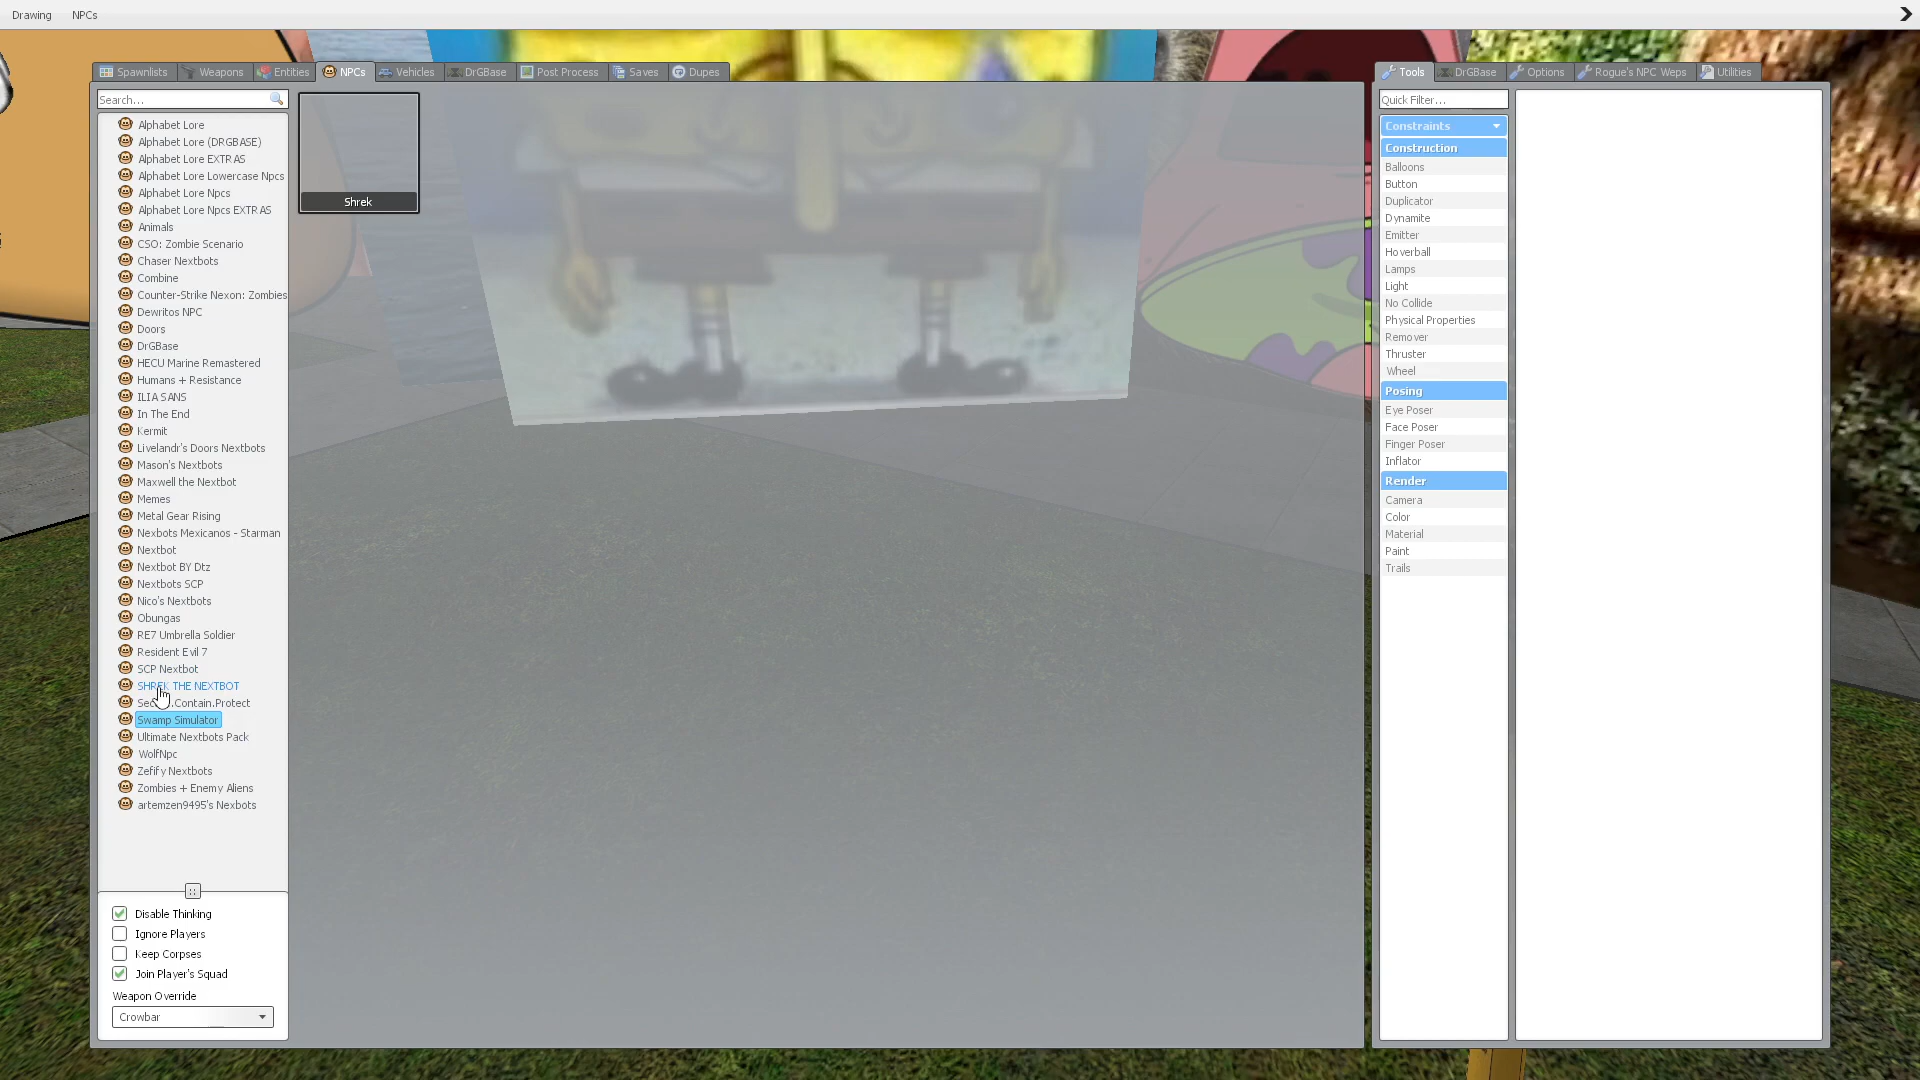 Drawing NPCs
Spawnlists Weapons Entities NPCs Vehicles DrGBase Post Process Saves Dupes
Search...
Alphabet Lore
Alphabet Lore (DRGBASE)
Alphabet Lore EXTRAS
Alphabet Lore Lowercase Npcs
Alphabet Lore Npcs
Alphabet Lore Npcs EXTRAS
Animals
CSO: Zombie Scenario
Chaser Nextbots
Combine
Counter-Strike Nexon: Zombies
Dewritos NPC
Doors
DrGBase
HECU Marine Remastered
Humans + Resistance
ILIA SANS
In The End
Kermit
Livelandr's Doors Nextbots
Mason's Nextbots
Maxwell the Nextbot
Memes
Metal Gear Rising
Nexbots Mexicanos - Starman
Nextbot
Nextbot BY Dtz
Nextbots SCP
Nico's Nextbots
Obungas
RE7 Umbrella Soldier
Resident Evil 7
SCP Nextbot
SHREK THE NEXTBOT
.Contain.Protect
Swamp Simulator
Ultimate Nextbots Pack
WolfNpc
Zefify Nextbots
Zombies + Enemy Aliens
artemzen9495's Nexbots
Disable Thinking
Ignore Players
Keep Corpses
Join Player's Squad
Weapon Override
Crowbar
Shrek
Tools DrGBase Options Rogue's NPC Weps Utilities
Quick Filter...
Constraints
Construction
Balloons
Button
Duplicator
Dynamite
Emitter
Hoverball
Lamps
Light
No Collide
Physical Properties
Remover
Thruster
Wheel
Posing
Eye Poser
Face Poser
Finger Poser
Inflator
Render
Camera
Color
Material
Paint
Trails